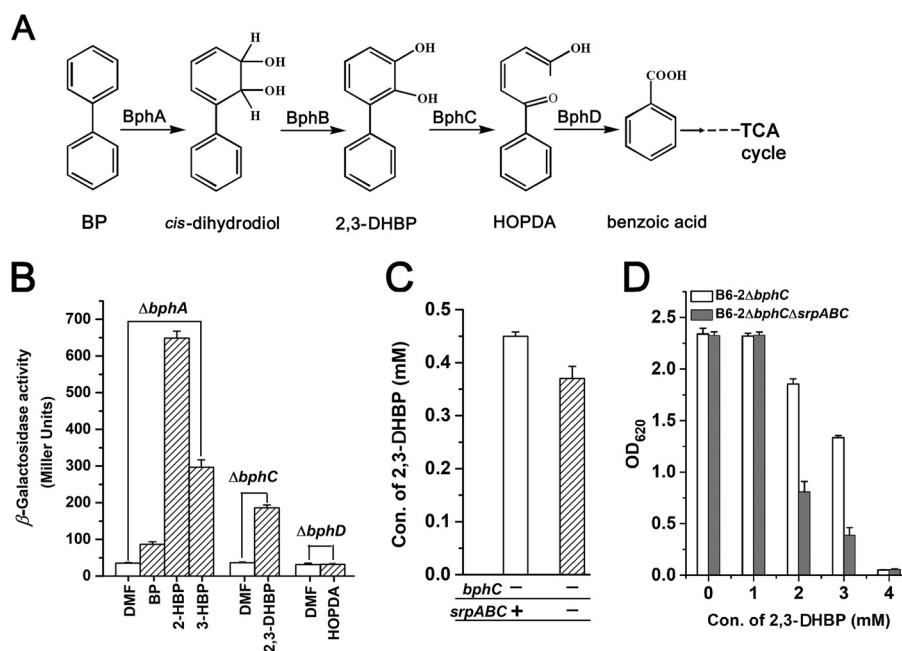 A
H
OH
OH
H
OH
OH
OH
O
COOH
BphA
BphB
BphC
BphD
TCA
cycle
BP
cis-dihydrodiol
2,3-DHBP
HOPDA
benzoic acid
B
β-Galactosidase activity
(Miller Units)
700
600
500
400
300
200
100
0
ΔbphA
ΔbphC
ΔbphD
DMF
BP
2-HBP
3-HBP
DMF
2,3-DHBP
DMF
HOPDA
C
Con. of 2,3-DHBP (mM)
0.5
0.4
0.3
0.2
0.1
0.0
bphC − −
srpABC + −
D
B6-2ΔbphC
B6-2ΔbphCΔsrpABC
OD620
2.5
2.0
1.5
1.0
0.5
0.0
0 1 2 3 4
Con. of 2,3-DHBP (mM)